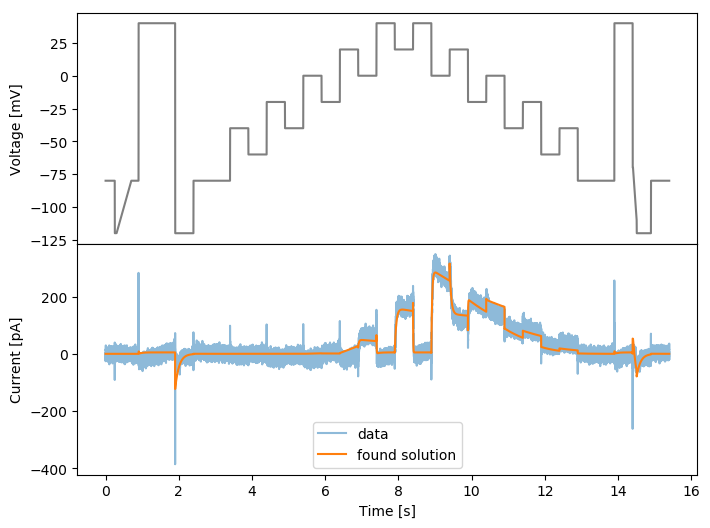 Voltage [mV]
25
0
−25
−50
−75
−100
−125
Current [pA]
200
0
−200
−400
data
found solution
0 2 4 6 8 10 12 14 16
Time [s]